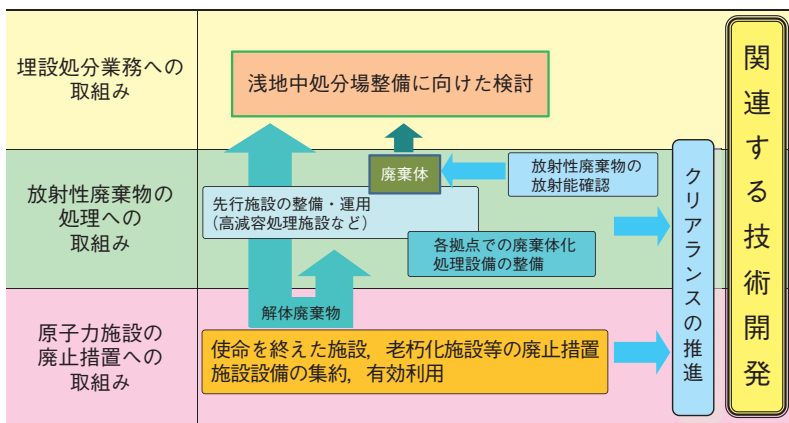 埋設処分業務への
取組み
浅地中処分場整備に向けた検討
放射性廃棄物の
処理への
取組み
廃棄体
放射性廃棄物の
放射能確認
先行施設の整備・運用
(高減容処理施設など)
各拠点での廃棄体化
処理設備の整備
解体廃棄物
原子力施設の
廃止措置への
取組み
使命を終えた施設，老朽化施設等の廃止措置
施設設備の集約，有効利用
クリアランスの推進
関連する技術開発